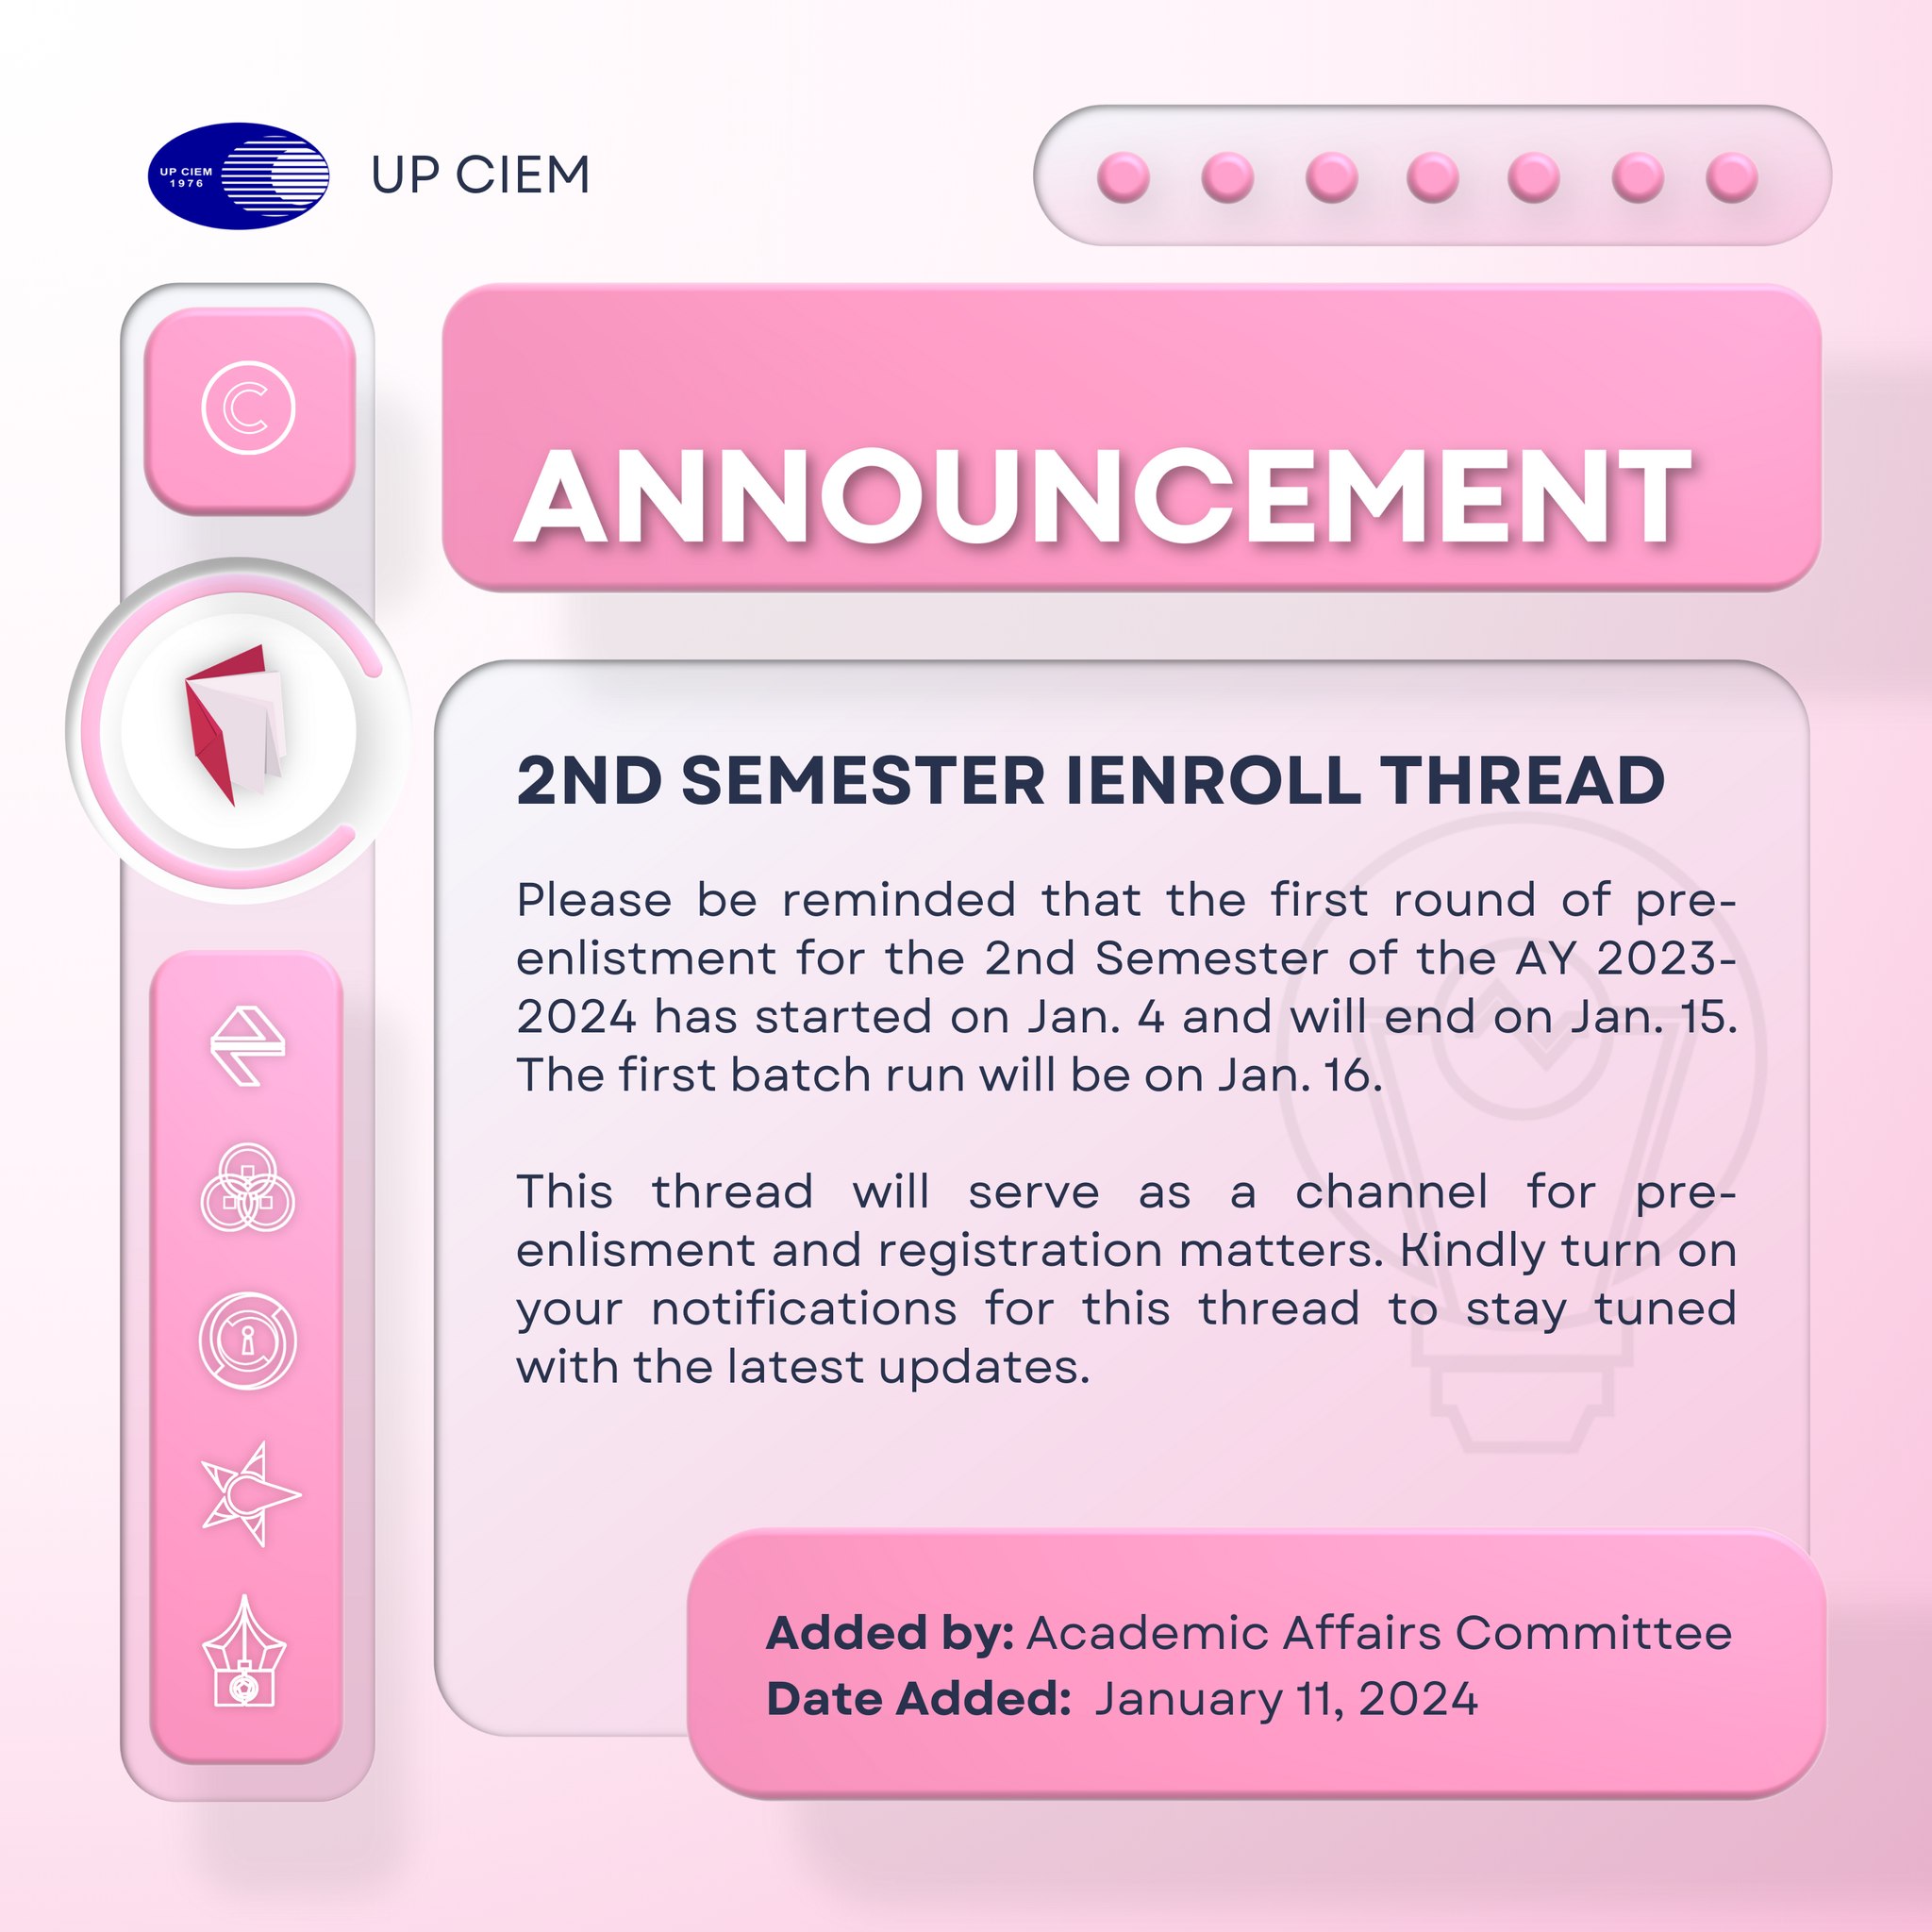 UP CIEM
1976
UP CIEM
C
ANNOUNCEMENT
2ND SEMESTER IENROLL THREAD
Please be reminded that the first round of pre-
enlistment for the 2nd Semester of the AY 2023-
2024 has started on Jan. 4 and will end on Jan. 15.
The first batch run will be on Jan. 16.
This thread will serve as a channel for pre-
enlisment and registration matters. Kindly turn on
your notifications for this thread to stay tuned
with the latest updates.
Added by: Academic Affairs Committee
Date Added: January 11, 2024